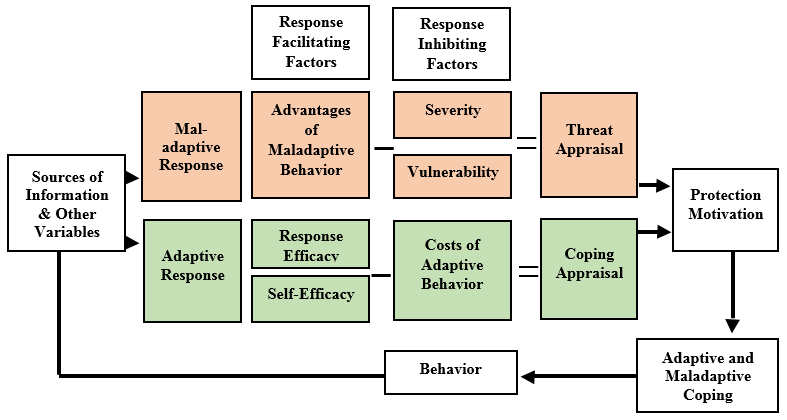 Response
Facilitating
Factors
Response
Inhibiting
Factors
Mal-
adaptive
Response
Advantages
of
Maladaptive
Behavior
Severity
Vulnerability
Threat
Appraisal
Sources of
Information
& Other
Variables
Protection
Motivation
Adaptive
Response
Response
Efficacy
Self-Efficacy
Costs of
Adaptive
Behavior
Coping
Appraisal
Behavior
Adaptive and
Maladaptive
Coping